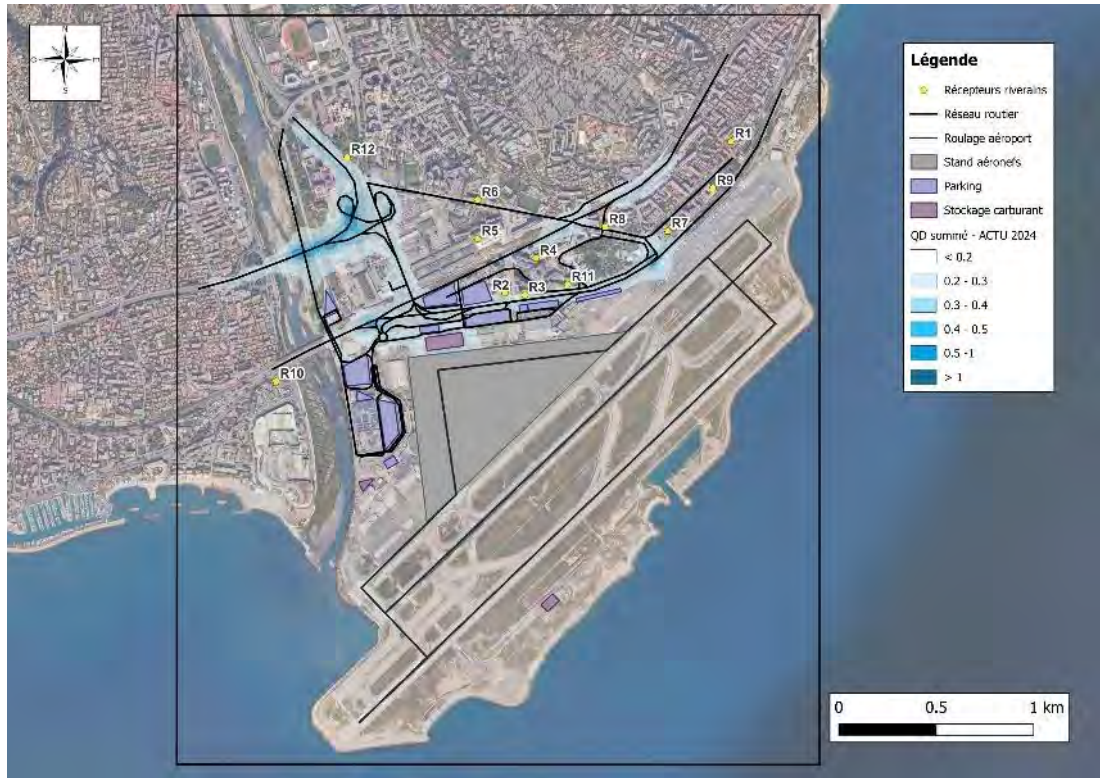 N
O
E
S
Légende
Récepteurs riverains
Réseau routier
Roulage aéroport
Stand aéronefs
Parking
Stockage carburant
QD sommé - ACTU 2024
< 0.2
0.2 - 0.3
0.3 - 0.4
0.4 - 0.5
0.5 -1
> 1
R1
R12
R9
R6
R8
R7
R5
R4
R11
R2
R3
R10
0 0.5 1 km